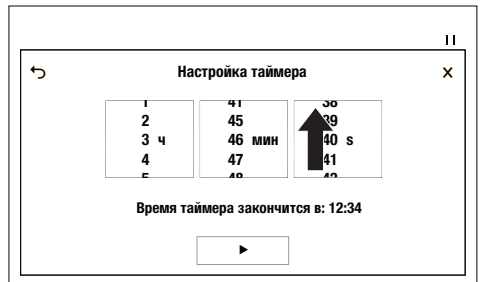 Настройка таймера
2 45 39
3 ч 46 мин 40 s
4 47 41
Время таймера закончится в: 12:34